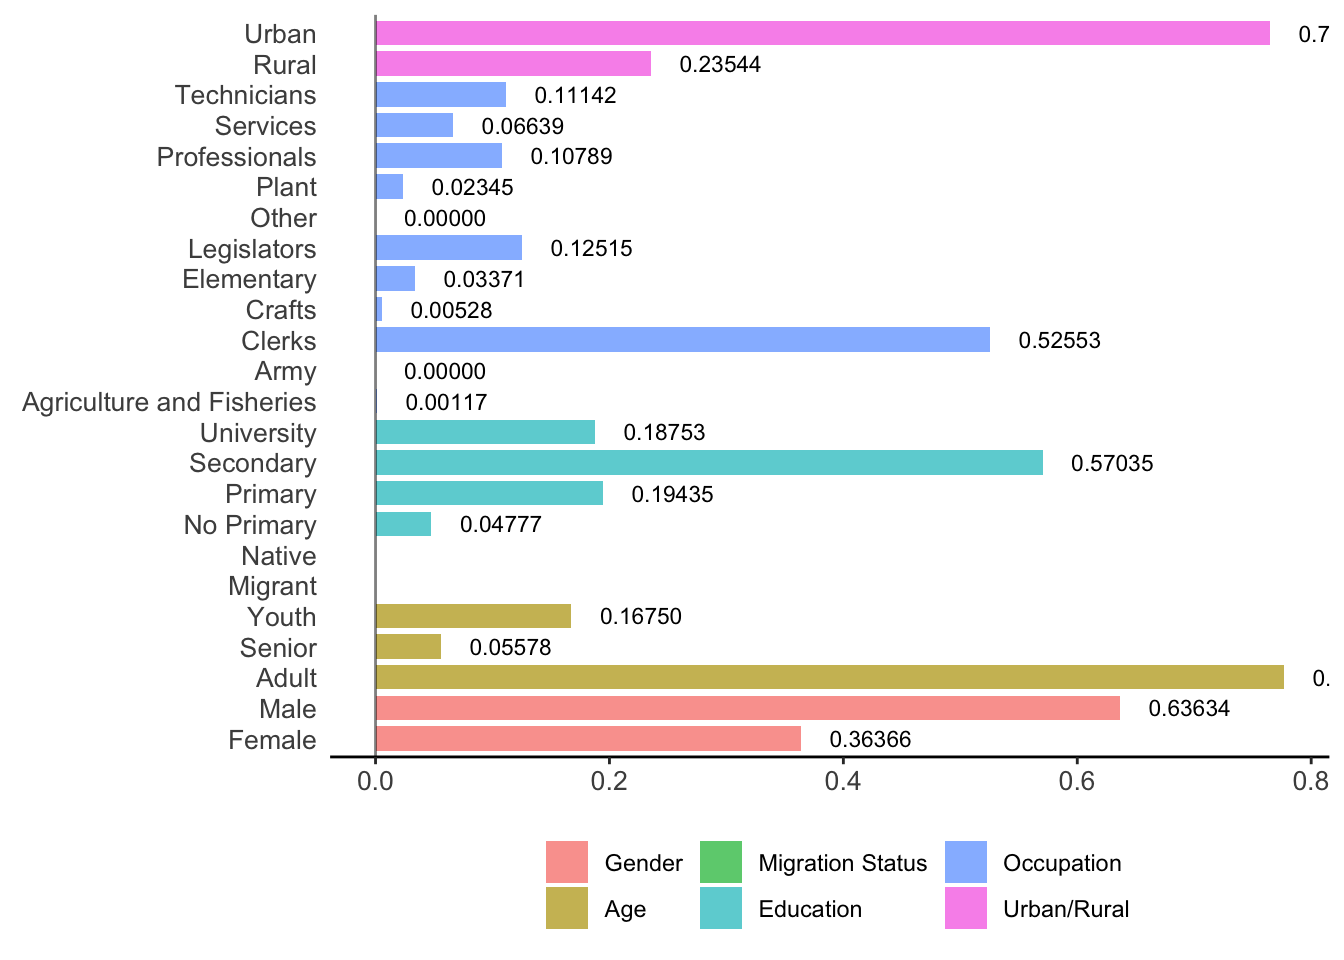 Urban 0.7
Rural 0.23544
Technicians 0.11142
Services 0.06639
Professionals 0.10789
Plant 0.02345
Other 0.00000
Legislators 0.12515
Elementary 0.03371
Crafts 0.00528
Clerks 0.52553
Army 0.00000
Agriculture and Fisheries 0.00117
University 0.18753
Secondary 0.57035
Primary 0.19435
No Primary 0.04777
Native
Migrant
Youth 0.16750
Senior 0.05578
Adult 0.
Male 0.63634
Female 0.36366
0.0 0.2 0.4 0.6 0.8
Gender Migration Status Occupation
Age Education Urban/Rural